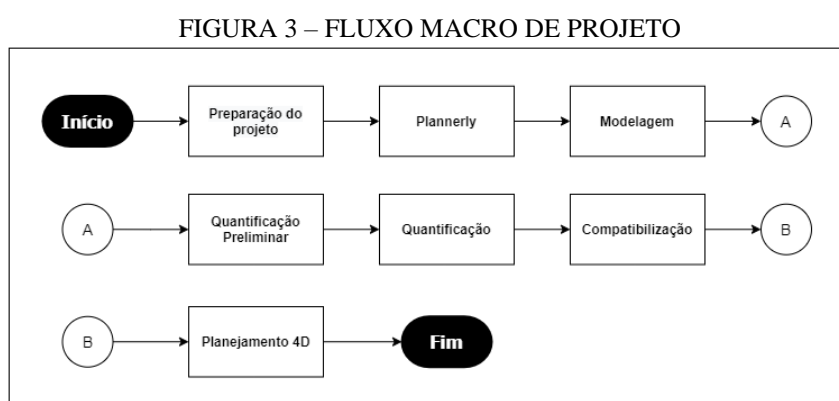 FIGURA 3 – FLUXO MACRO DE PROJETO
Início
Preparação do
projeto
Plannerly
Modelagem
A
A
Quantificação
Preliminar
Quantificação
Compatibilização
B
B
Planejamento 4D
Fim